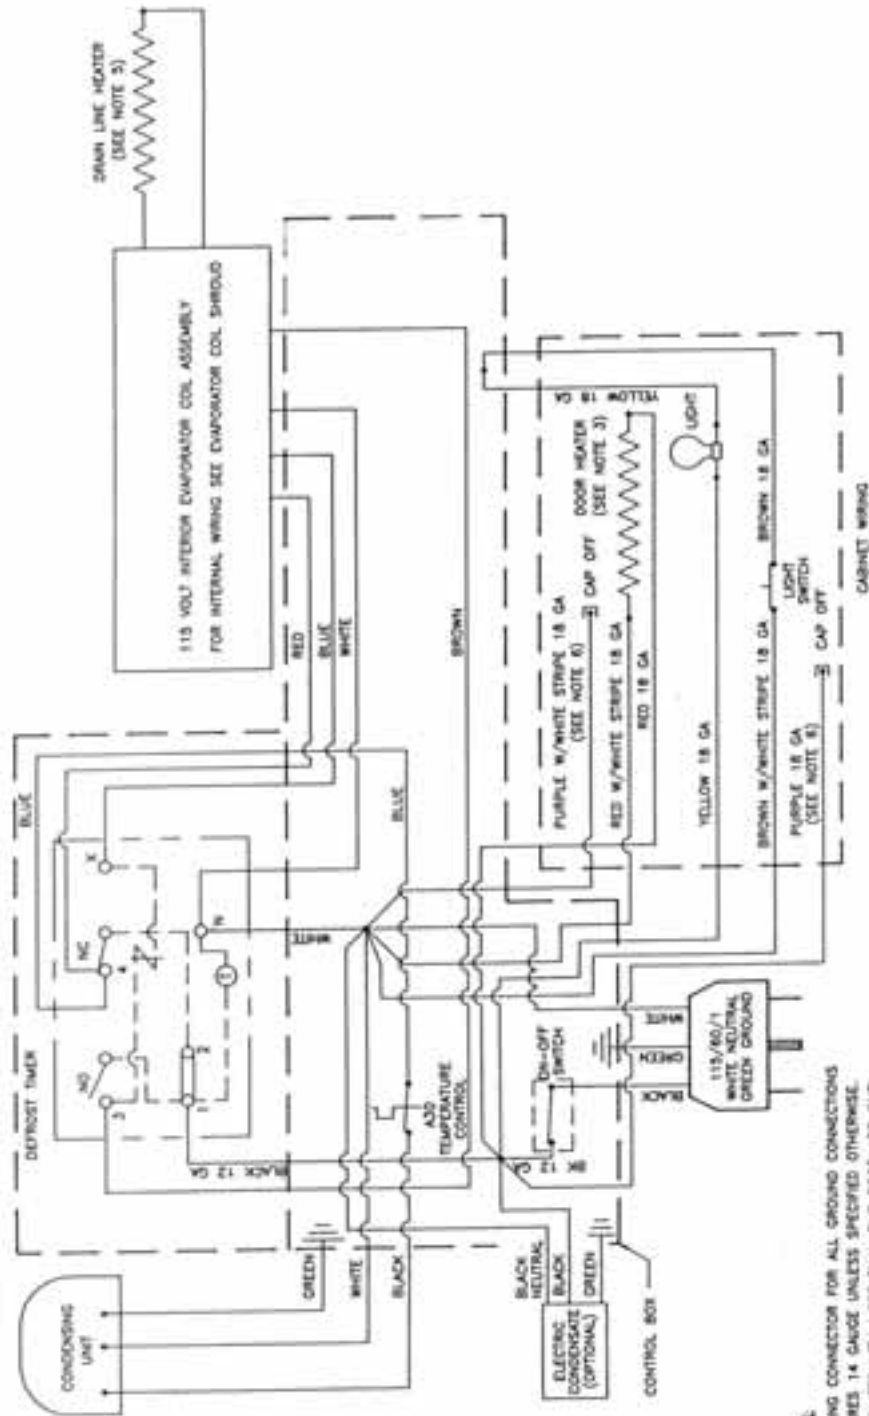 DRAIN LINE HEATER
(SEE NOTE 5)
115 VOLT INTERIOR EVAPORATOR COIL ASSEMBLY
FOR INTERNAL WIRING SEE EVAPORATOR COIL SHROUD
RED
BLUE
WHITE
BROWN
DEFROST TIMER
BLUE
NO
NC
X
3
4
1
2
N
WHITE
BLUE
BLACK 12 GA
CONDENSING
UNIT
GREEN
WHITE
BLACK
A30
TEMPERATURE
CONTROL
ON-OFF
SWITCH
BK 12 GA
BLACK
NEUTRAL
BLACK
GREEN
ELECTRIC
CONDENSATE
(OPTIONAL)
CONTROL BOX
BLACK
GREEN
WHITE
115/60/1
WHITE NEUTRAL
GREEN GROUND
PURPLE W/WHITE STRIPE 18 GA
(SEE NOTE 6)
CAP OFF
DOOR HEATER
(SEE NOTE 3)
RED W/WHITE STRIPE 18 GA
RED 18 GA
YELLOW 18 GA
LIGHT
YELLOW 18 GA
BROWN W/WHITE STRIPE 18 GA
BROWN 18 GA
LIGHT
SWITCH
PURPLE 18 GA
(SEE NOTE 6)
CAP OFF
CABINET WIRING
NG CONNECTOR FOR ALL GROUND CONNECTIONS
RES 14 GAUGE UNLESS SPECIFIED OTHERWISE.